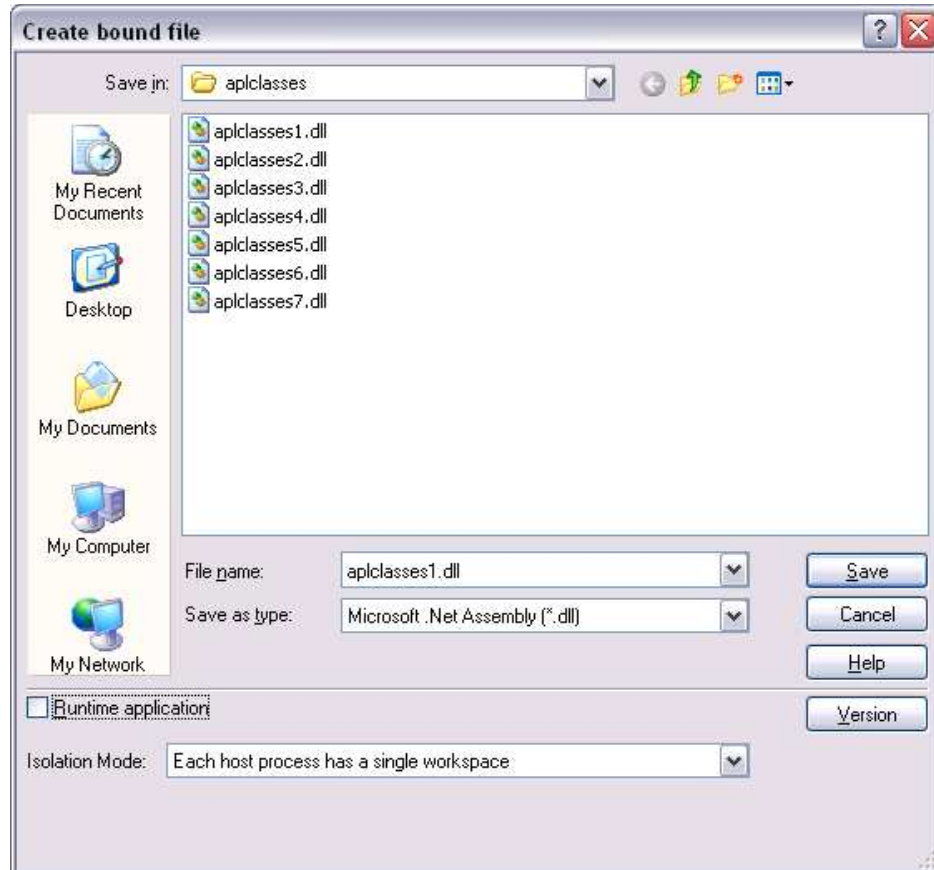 Create bound file
Save in: aplclasses
My Recent Documents
Desktop
My Documents
My Computer
My Network
aplclasses1.dll
aplclasses2.dll
aplclasses3.dll
aplclasses4.dll
aplclasses5.dll
aplclasses6.dll
aplclasses7.dll
File name: aplclasses1.dll
Save
Save as type: Microsoft .Net Assembly (*.dll)
Cancel
Help
Runtime application
Version
Isolation Mode: Each host process has a single workspace